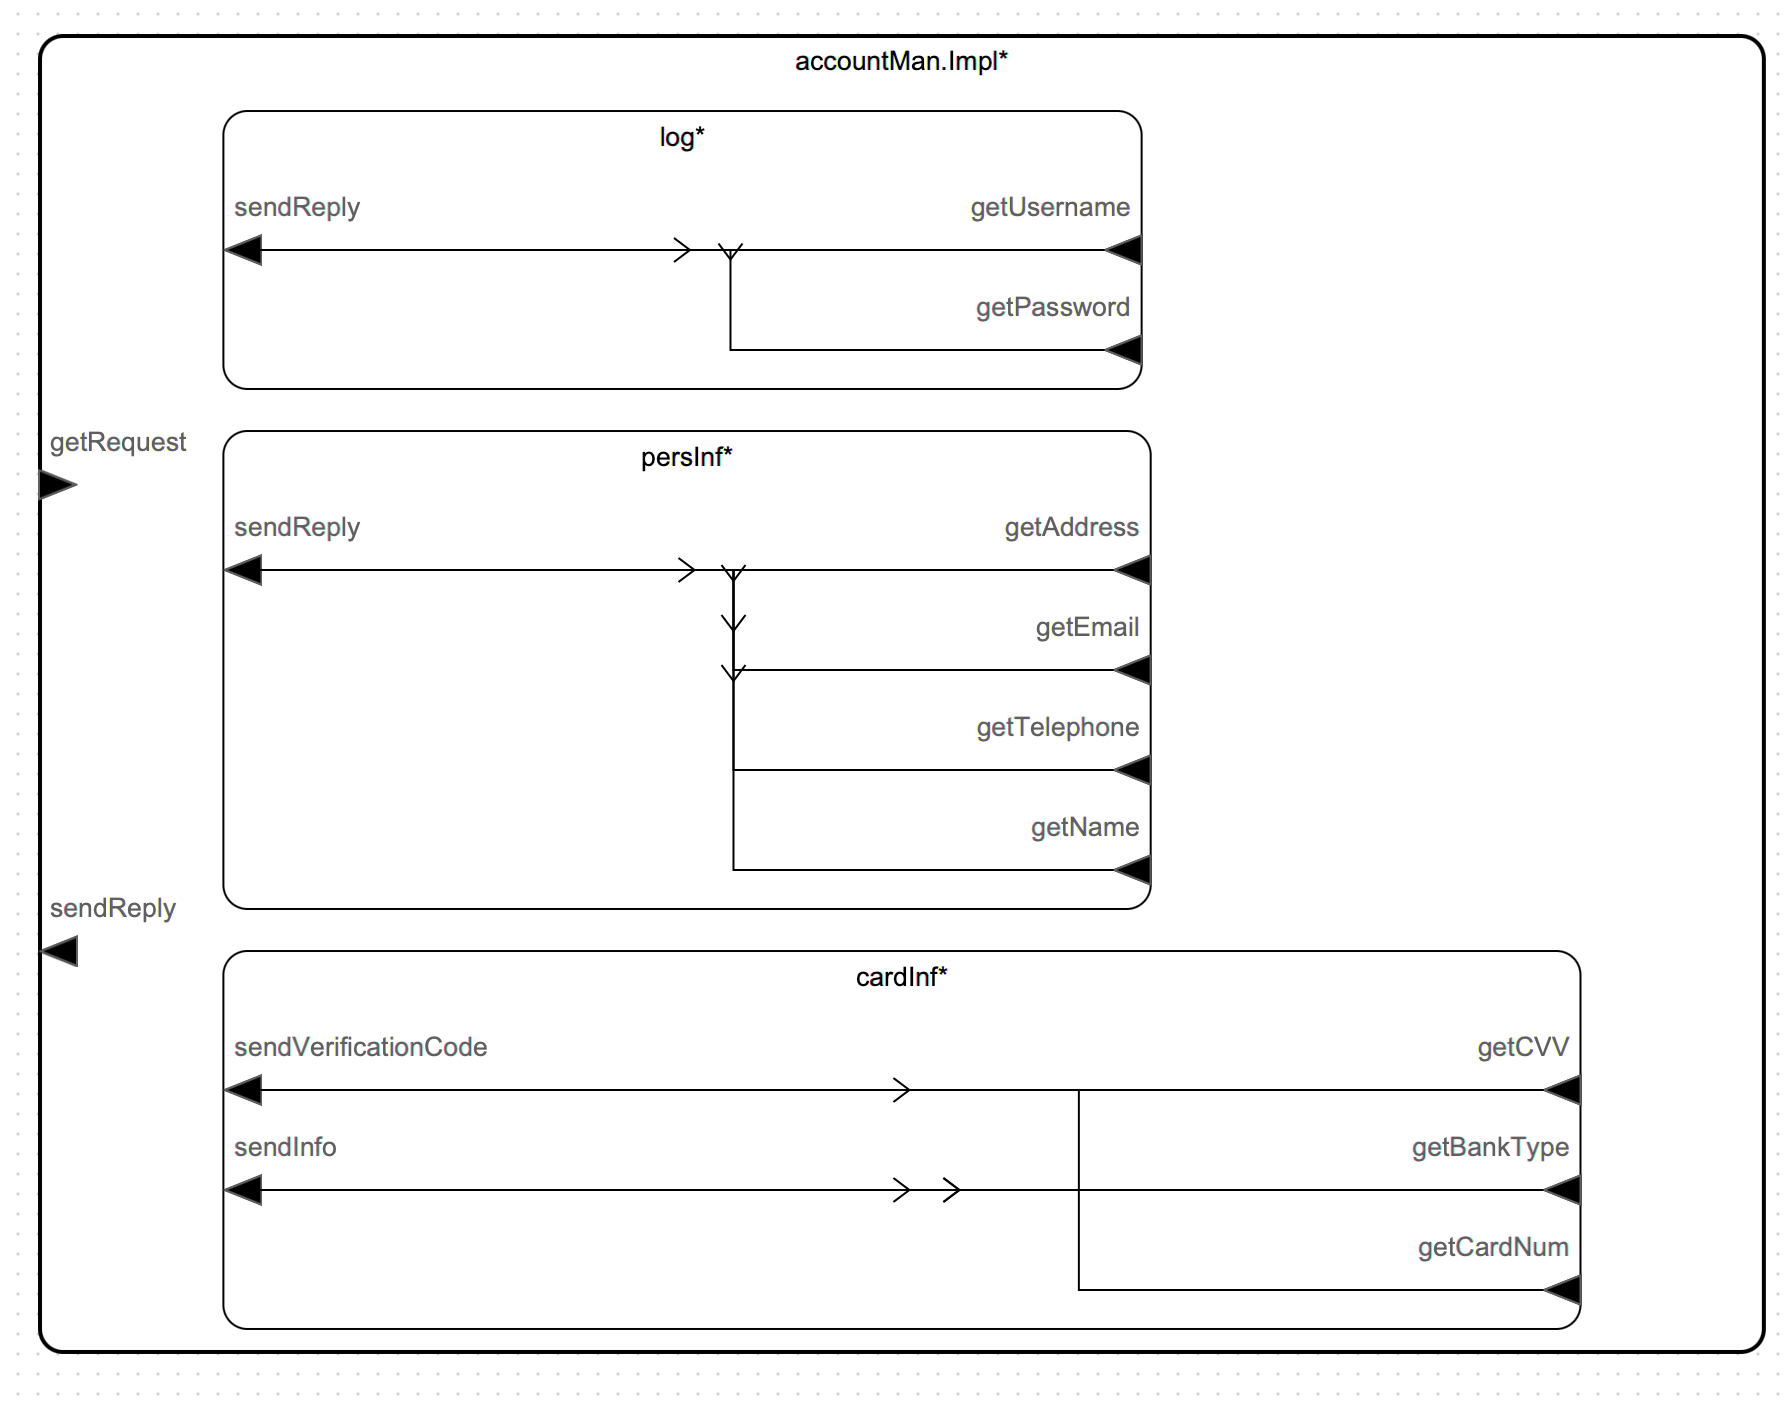 accountMan.Impl*
log*
sendReply
getUsername
getPassword
getRequest
persInf*
sendReply
getAddress
getEmail
getTelephone
getName
sendReply
cardInf*
sendVerificationCode
getCVV
sendInfo
getBankType
getCardNum